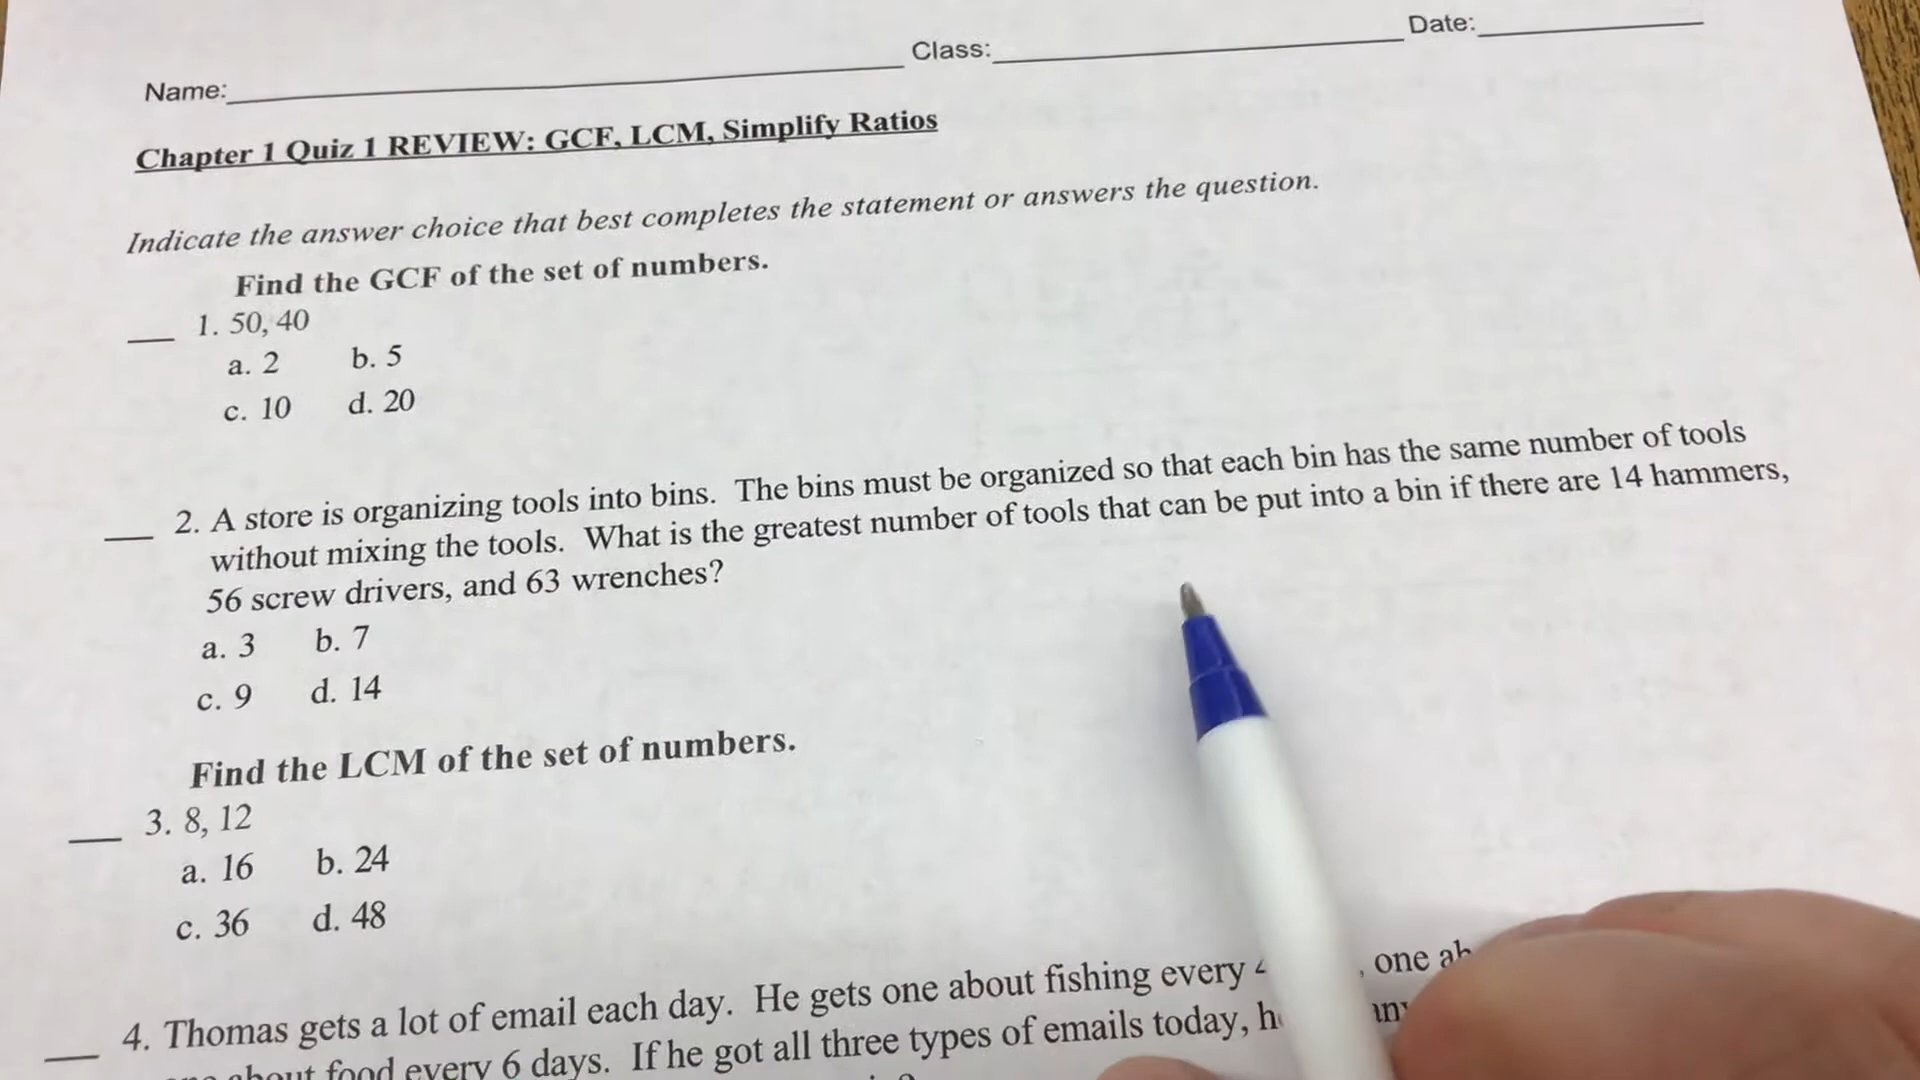 Name: Class: Date:
Chapter 1 Quiz 1 REVIEW: GCF, LCM, Simplify Ratios
Indicate the answer choice that best completes the statement or answers the question.
Find the GCF of the set of numbers.
1. 50, 40
a. 2 b. 5
c. 10 d. 20
2. A store is organizing tools into bins. The bins must be organized so that each bin has the same number of tools
without mixing the tools. What is the greatest number of tools that can be put into a bin if there are 14 hammers,
56 screw drivers, and 63 wrenches?
a. 3 b. 7
c. 9 d. 14
Find the LCM of the set of numbers.
3. 8, 12
a. 16 b. 24
c. 36 d. 48
4. Thomas gets a lot of email each day. He gets one about fishing every , one
about food every 6 days. If he got all three types of emails today,